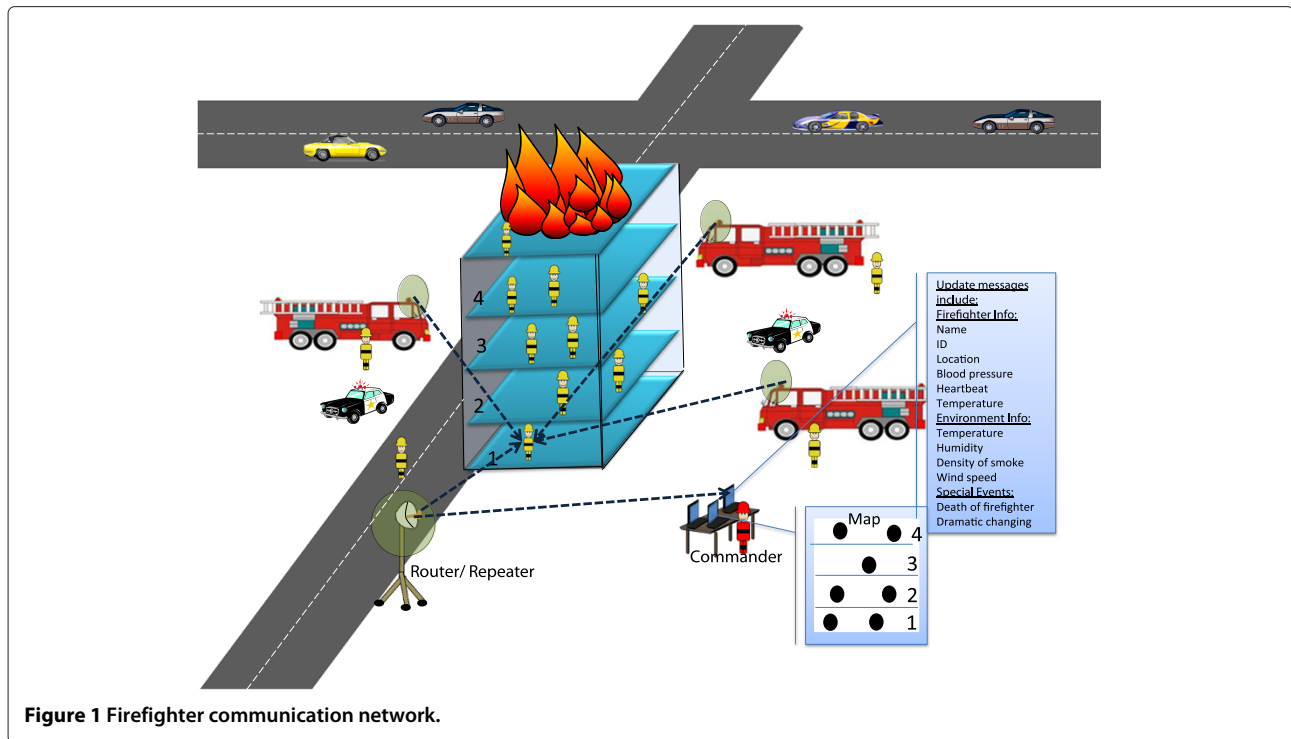 4
3
2
1
Router/ Repeater
Commander
Update messages
include:
Firefighter Info:
Name
ID
Location
Blood pressure
Heartbeat
Temperature
Environment Info:
Temperature
Humidity
Density of smoke
Wind speed
Special Events:
Death of firefighter
Dramatic changing
Map
4
3
2
1
Figure 1 Firefighter communication network.